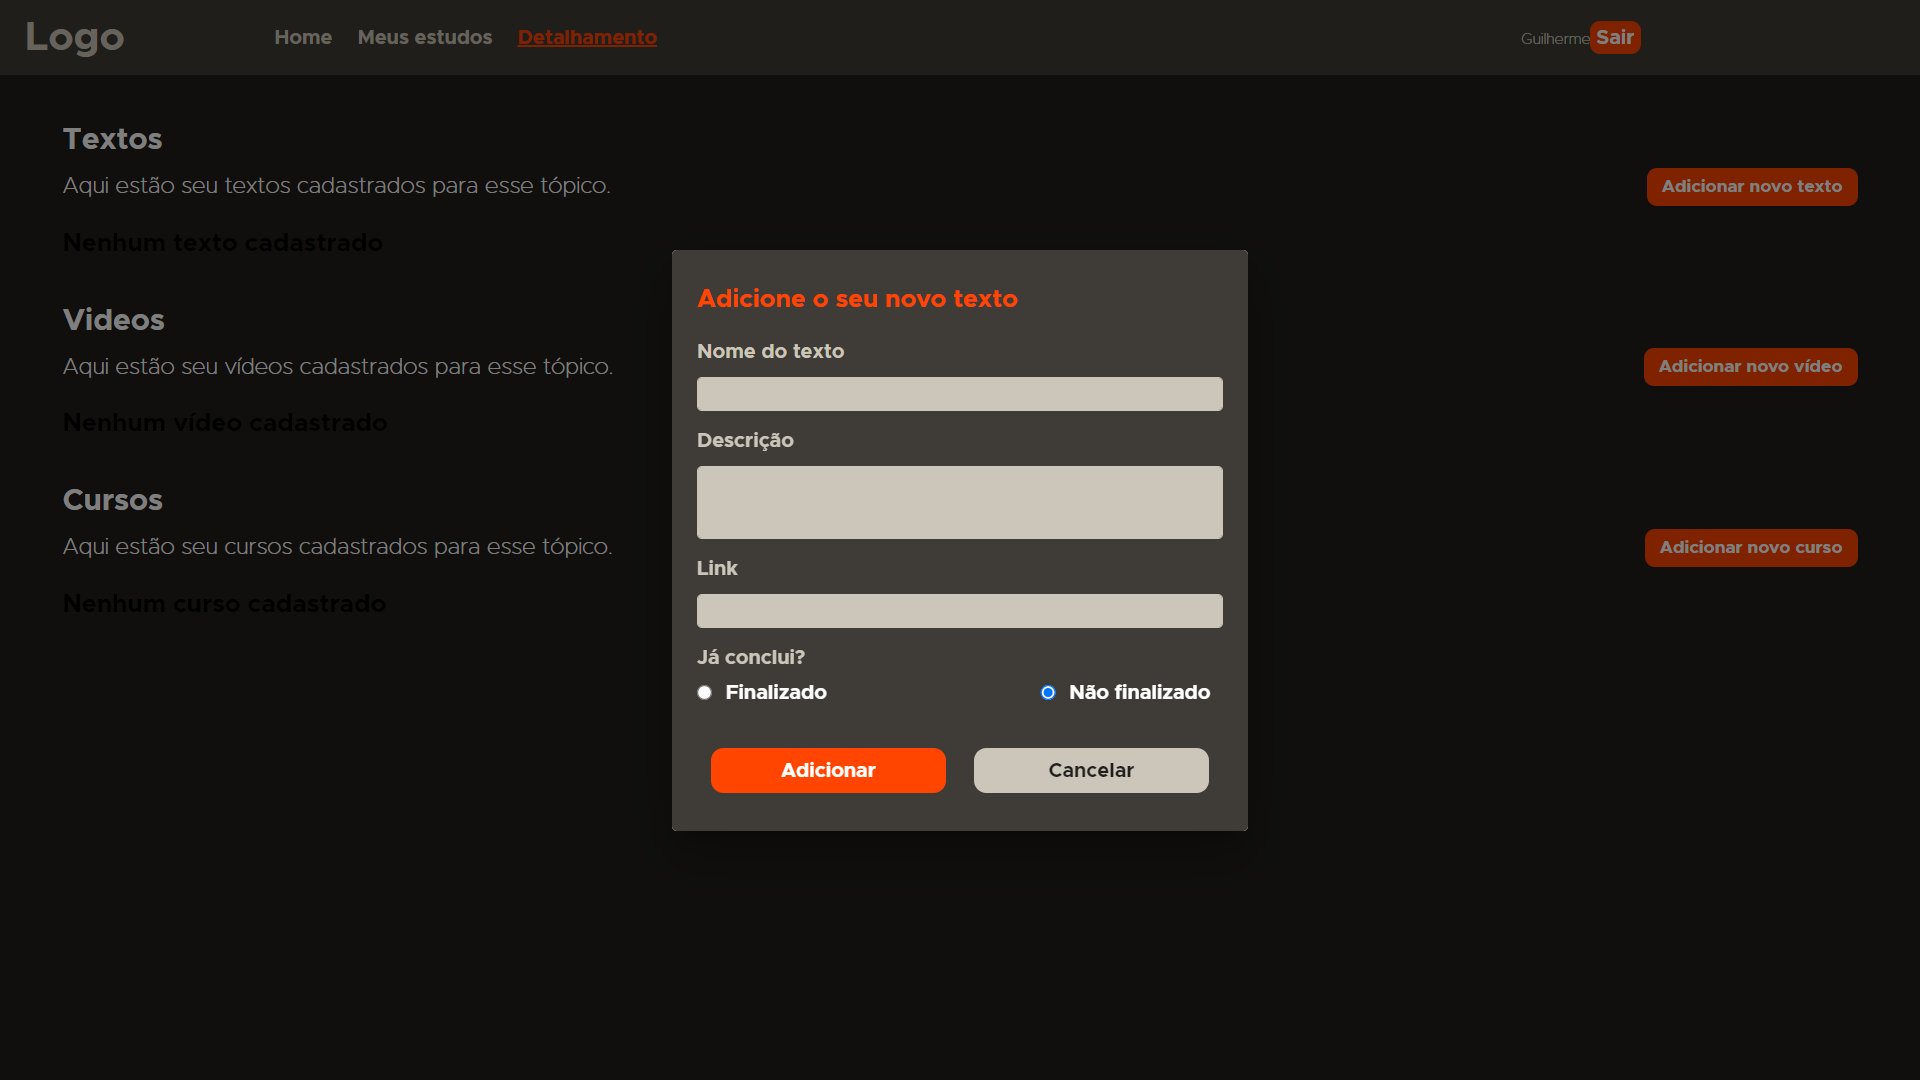 Logo
Home
Meus estudos
Detalhamento
Guilherme
Sair
Textos
Aqui estão seu textos cadastrados para esse tópico.
Adicionar novo texto
Nenhum texto cadastrado
Videos
Aqui estão seu vídeos cadastrados para esse tópico.
Adicionar novo vídeo
Nenhum vídeo cadastrado
Cursos
Aqui estão seu cursos cadastrados para esse tópico.
Adicionar novo curso
Nenhum curso cadastrado
Adicione o seu novo texto
Nome do texto
Descrição
Link
Já conclui?
Finalizado
Não finalizado
Adicionar
Cancelar